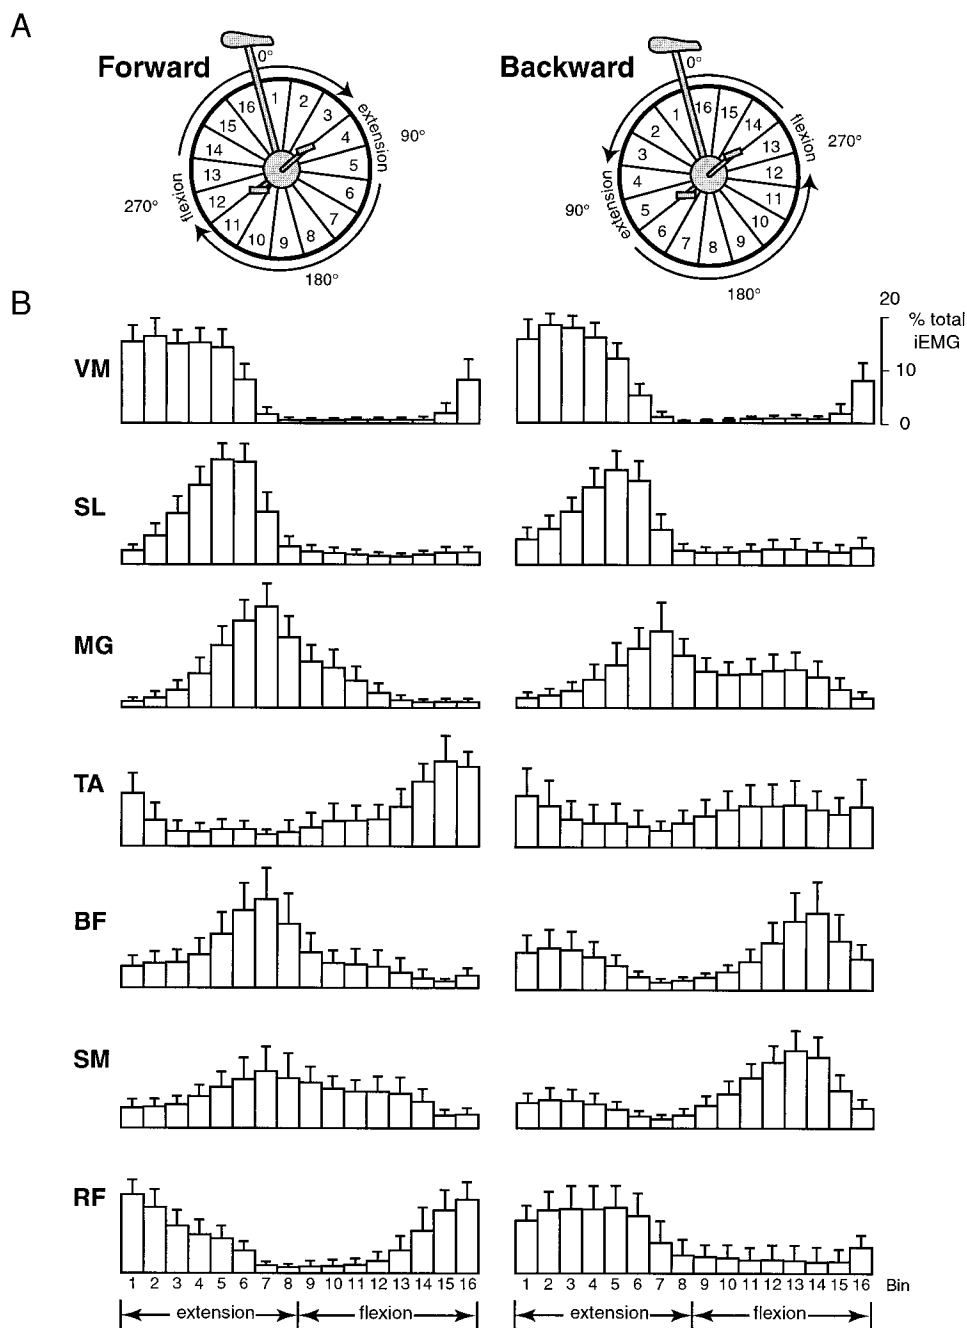 A
Forward
0°
1 2 3 4 5 6 7 8 9 10 11 12 13 14 15 16
extension
90°
180°
270°
flexion
Backward
0°
1 2 3 4 5 6 7 8 9 10 11 12 13 14 15 16
flexion
270°
180°
90°
extension
B
20
% total
iEMG
10
0
VM
SL
MG
TA
BF
SM
RF
1 2 3 4 5 6 7 8 9 10 11 12 13 14 15 16
1 2 3 4 5 6 7 8 9 10 11 12 13 14 15 16 Bin
extension flexion
extension flexion